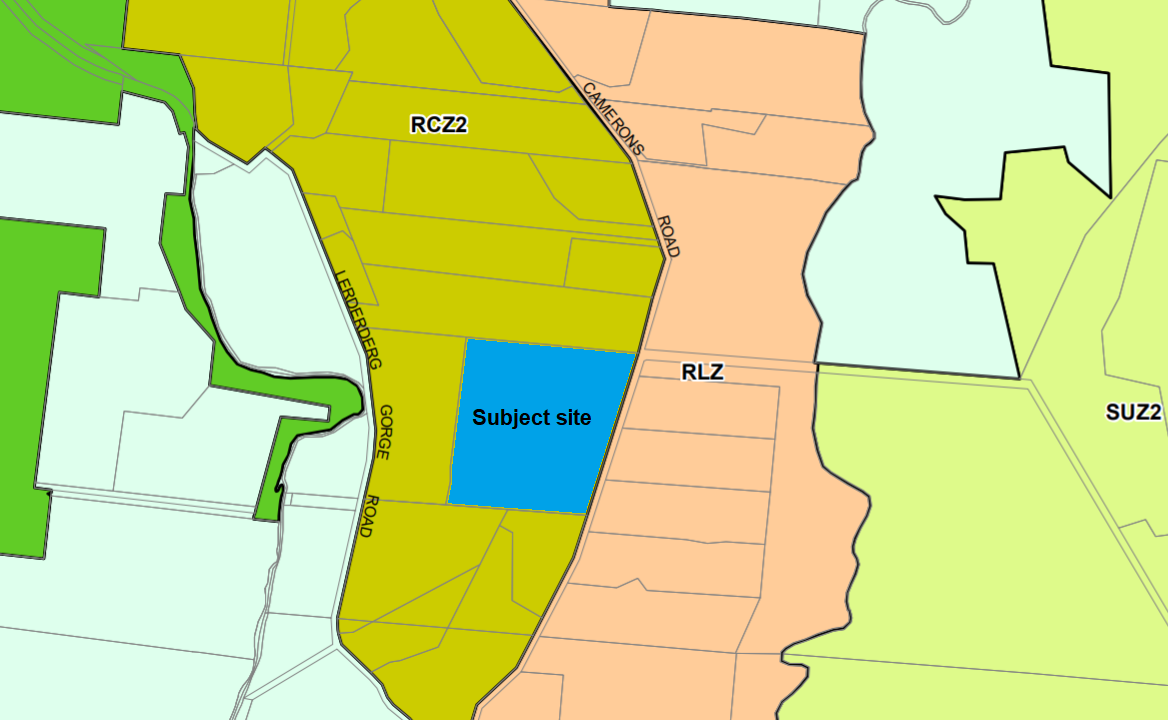 CAMERONS
RCZ2
ROAD
LERDERDERG
RLZ
Subject site
SUZ2
GORGE
ROAD